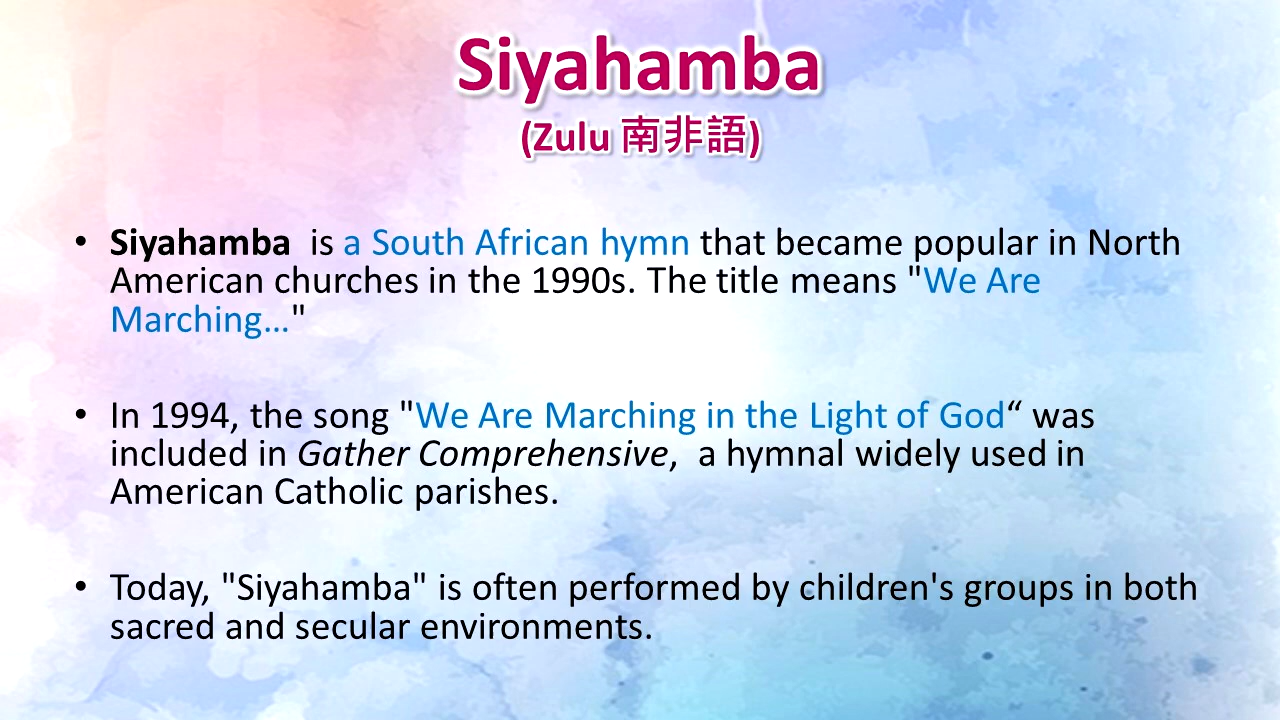 Siyahamba
(Zulu 南非語)
• Siyahamba  is a South African hymn that became popular in North
American churches in the 1990s. The title means "We Are
Marching…"
• In 1994, the song "We Are Marching in the Light of God“ was
included in Gather Comprehensive,  a hymnal widely used in
American Catholic parishes.
• Today, "Siyahamba" is often performed by children's groups in both
sacred and secular environments.